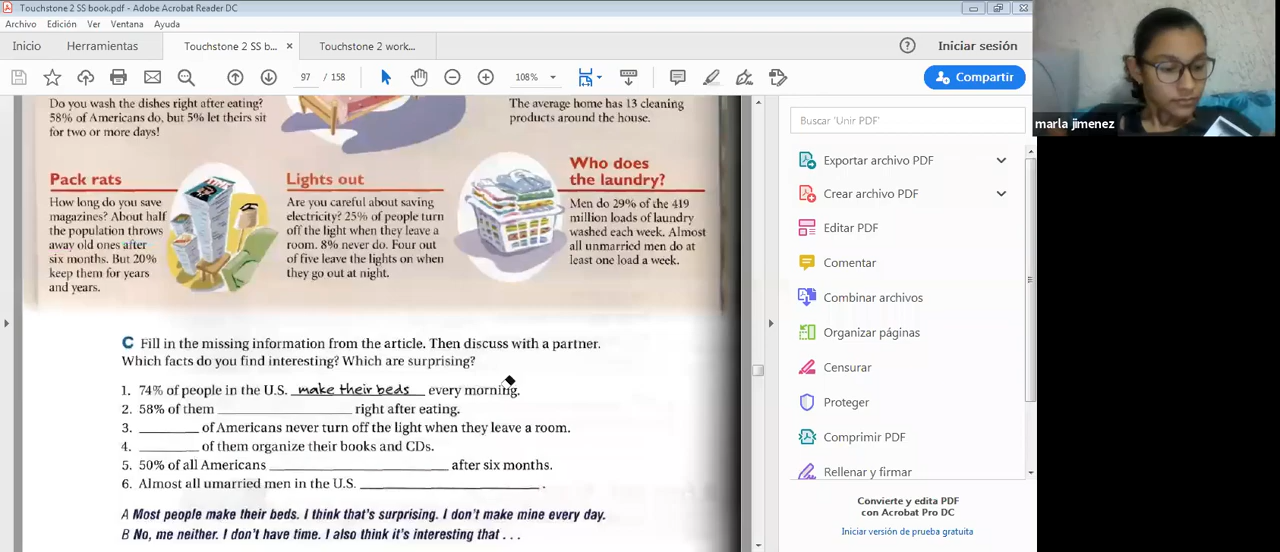 Touchstone 2 SS book.pdf - Adobe Acrobat Reader DC
Archivo Edición Ver Ventana Ayuda
Inicio Herramientas Touchstone 2 SS b... × Touchstone 2 work... Iniciar sesión
97 / 158 108% Compartir
Do you wash the dishes right after eating?
58% of Americans do, but 5% let theirs sit
for two or more days!
The average home has 13 cleaning
products around the house.
Pack rats
How long do you save
magazines? About half
the population throws
away old ones after
six months. But 20%
keep them for years
and years.
Lights out
Are you careful about saving
electricity? 25% of people turn
off the light when they leave a
room. 8% never do. Four out
of five leave the lights on when
they go out at night.
Who does
the laundry?
Men do 29% of the 419
million loads of laundry
washed each week. Almost
all unmarried men do at
least one load a week.
C Fill in the missing information from the article. Then discuss with a partner.
Which facts do you find interesting? Which are surprising?
1. 74% of people in the U.S. make their beds every morning.
2. 58% of them ____ right after eating.
3. ____ of Americans never turn off the light when they leave a room.
4. ____ of them organize their books and CDs.
5. 50% of all Americans ____ after six months.
6. Almost all umarried men in the U.S. ____ .
A Most people make their beds. I think that's surprising. I don't make mine every day.
B No, me neither. I don't have time. I also think it's interesting that . . .
Buscar 'Unir PDF'
Exportar archivo PDF
Crear archivo PDF
Editar PDF
Comentar
Combinar archivos
Organizar páginas
Censurar
Proteger
Comprimir PDF
Rellenar y firmar
Convierte y edita PDF
con Acrobat Pro DC
Iniciar versión de prueba gratuita
marla jimenez